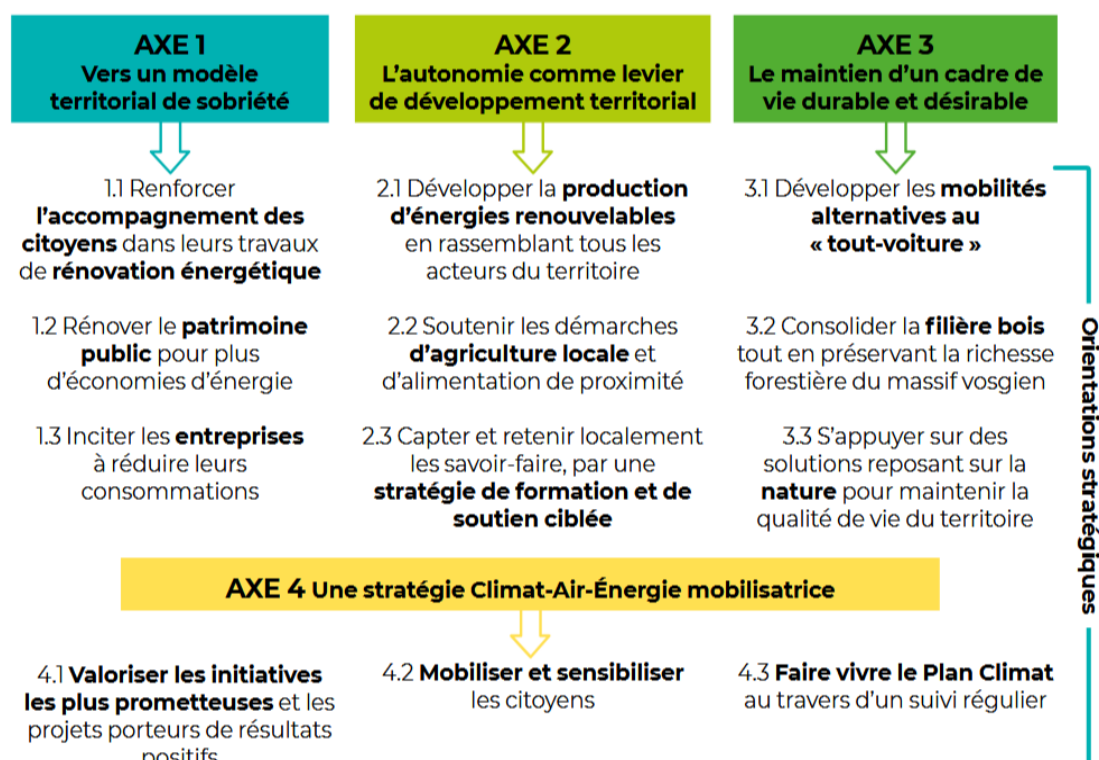 AXE 1
Vers un modèle
territorial de sobriété
1.1 Renforcer
l’accompagnement des
citoyens dans leurs travaux
de rénovation énergétique
1.2 Rénover le patrimoine
public pour plus
d’économies d’énergie
1.3 Inciter les entreprises
à réduire leurs
consommations
AXE 2
L’autonomie comme levier
de développement territorial
2.1 Développer la production
d’énergies renouvelables
en rassemblant tous les
acteurs du territoire
2.2 Soutenir les démarches
d’agriculture locale et
d’alimentation de proximité
2.3 Capter et retenir localement
les savoir-faire, par une
stratégie de formation et de
soutien ciblée
AXE 3
Le maintien d’un cadre de
vie durable et désirable
3.1 Développer les mobilités
alternatives au
« tout-voiture »
3.2 Consolider la filière bois
tout en préservant la richesse
forestière du massif vosgien
3.3 S’appuyer sur des
solutions reposant sur la
nature pour maintenir la
qualité de vie du territoire
AXE 4 Une stratégie Climat-Air-Énergie mobilisatrice
4.1 Valoriser les initiatives
les plus prometteuses et les
projets porteurs de résultats
positifs
4.2 Mobiliser et sensibiliser
les citoyens
4.3 Faire vivre le Plan Climat
au travers d’un suivi régulier
Orientations stratégiques